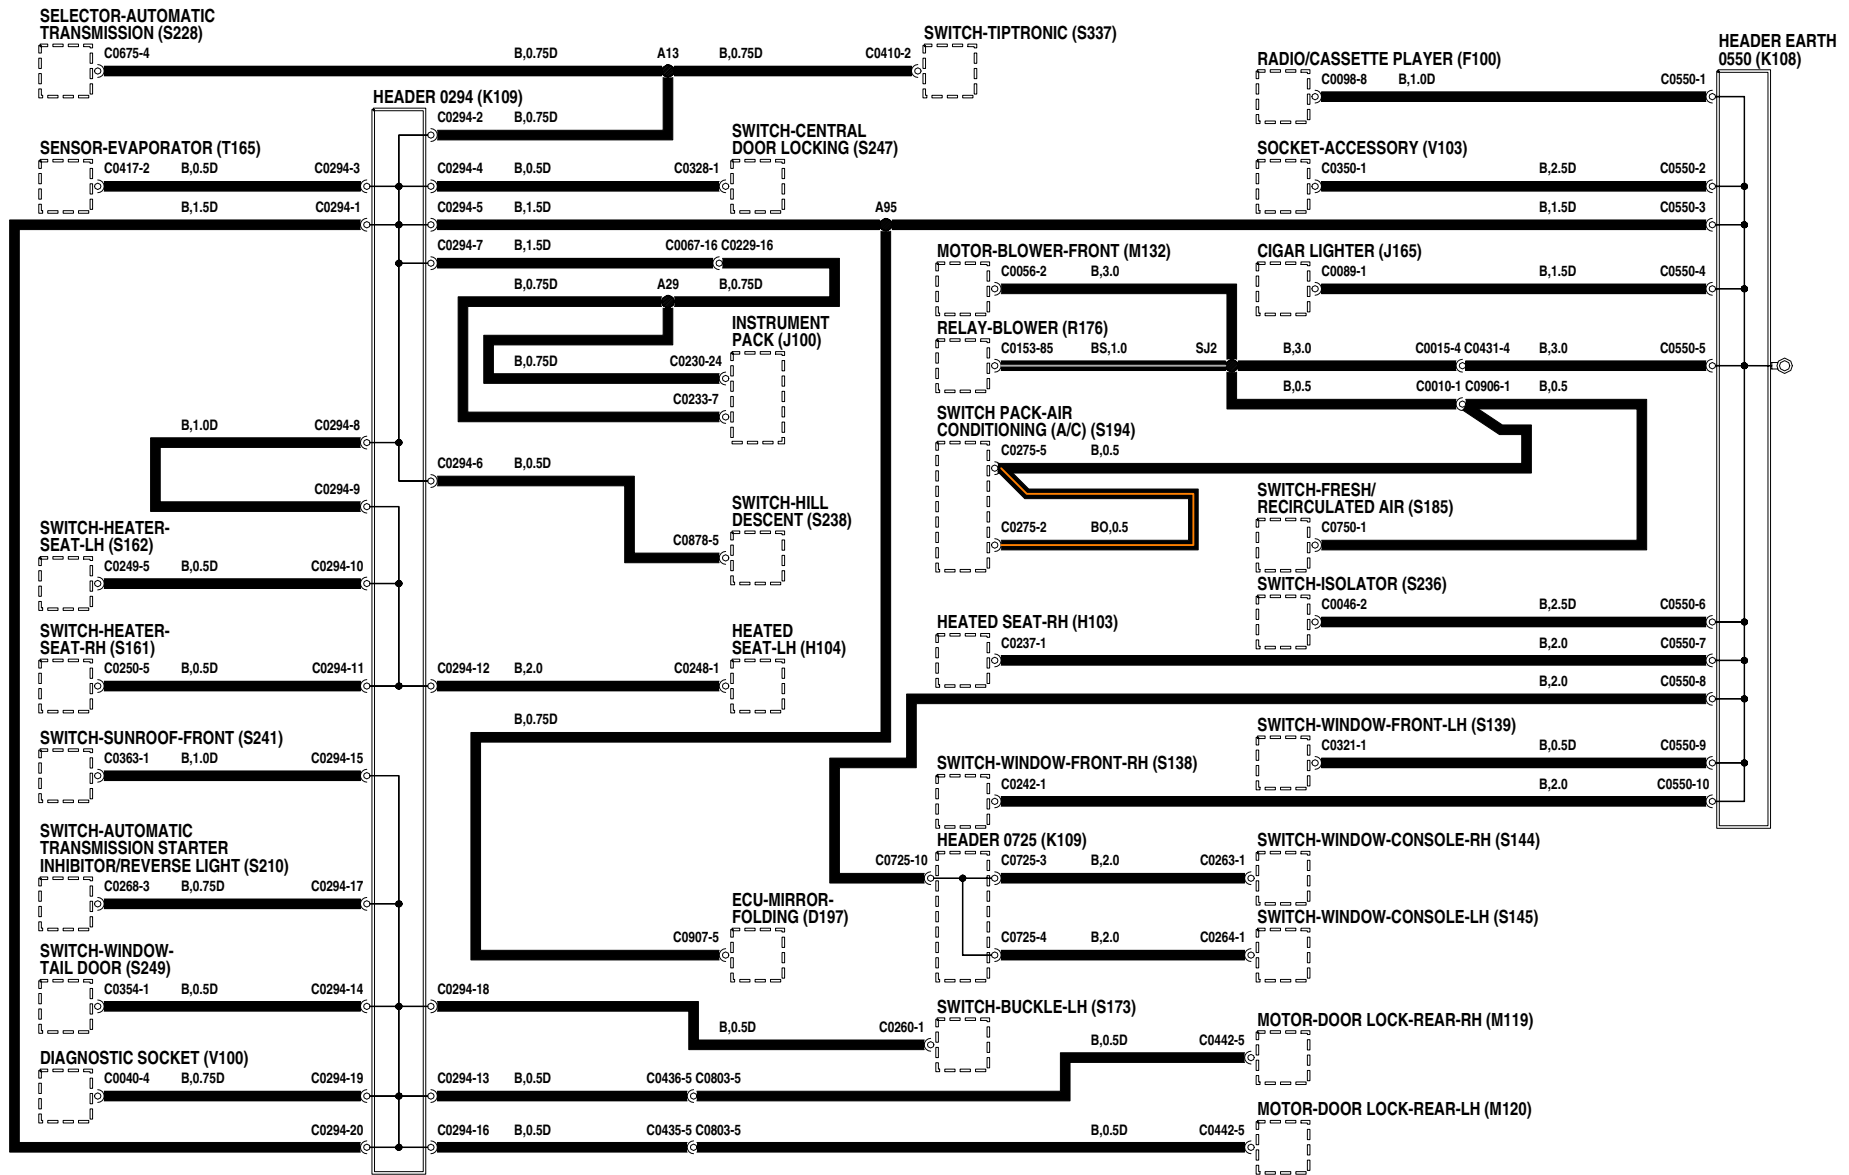 SELECTOR-AUTOMATIC
TRANSMISSION (S228)
C0675-4
B,0.75D
A13
B,0.75D
C0410-2
SWITCH-TIPTRONIC (S337)
HEADER 0294 (K109)
C0294-2
B,0.75D
SENSOR-EVAPORATOR (T165)
C0417-2
B,0.5D
C0294-3
C0294-4
B,0.5D
C0328-1
SWITCH-CENTRAL
DOOR LOCKING (S247)
B,1.5D
C0294-1
C0294-5
B,1.5D
A95
C0294-7
B,1.5D
C0067-16 C0229-16
B,0.75D
A29
B,0.75D
INSTRUMENT
PACK (J100)
B,0.75D
C0230-24
C0233-7
B,1.0D
C0294-8
C0294-6
B,0.5D
C0294-9
SWITCH-HILL
DESCENT (S238)
C0878-5
SWITCH-HEATER-
SEAT-LH (S162)
C0249-5
B,0.5D
C0294-10
SWITCH-HEATER-
SEAT-RH (S161)
C0250-5
B,0.5D
C0294-11
C0294-12
B,2.0
C0248-1
HEATED
SEAT-LH (H104)
B,0.75D
SWITCH-SUNROOF-FRONT (S241)
C0363-1
B,1.0D
C0294-15
SWITCH-AUTOMATIC
TRANSMISSION STARTER
INHIBITOR/REVERSE LIGHT (S210)
C0268-3
B,0.75D
C0294-17
ECU-MIRROR-
FOLDING (D197)
C0907-5
SWITCH-WINDOW-
TAIL DOOR (S249)
C0354-1
B,0.5D
C0294-14
C0294-18
B,0.5D
C0260-1
SWITCH-BUCKLE-LH (S173)
DIAGNOSTIC SOCKET (V100)
C0040-4
B,0.75D
C0294-19
C0294-13
B,0.5D
C0436-5 C0803-5
B,0.5D
C0442-5
MOTOR-DOOR LOCK-REAR-RH (M119)
C0294-20
C0294-16
B,0.5D
C0435-5 C0803-5
B,0.5D
C0442-5
MOTOR-DOOR LOCK-REAR-LH (M120)
RADIO/CASSETTE PLAYER (F100)
C0098-8
B,1.0D
C0550-1
HEADER EARTH
0550 (K108)
SOCKET-ACCESSORY (V103)
C0350-1
B,2.5D
C0550-2
B,1.5D
C0550-3
MOTOR-BLOWER-FRONT (M132)
C0056-2
B,3.0
CIGAR LIGHTER (J165)
C0089-1
B,1.5D
C0550-4
RELAY-BLOWER (R176)
C0153-85
BS,1.0
SJ2
B,3.0
C0015-4 C0431-4
B,3.0
C0550-5
B,0.5
C0010-1 C0906-1
B,0.5
SWITCH PACK-AIR
CONDITIONING (A/C) (S194)
C0275-5
B,0.5
C0275-2
BO,0.5
SWITCH-FRESH/
RECIRCULATED AIR (S185)
C0750-1
SWITCH-ISOLATOR (S236)
C0046-2
B,2.5D
C0550-6
HEATED SEAT-RH (H103)
C0237-1
B,2.0
C0550-7
B,2.0
C0550-8
SWITCH-WINDOW-FRONT-LH (S139)
C0321-1
B,0.5D
C0550-9
SWITCH-WINDOW-FRONT-RH (S138)
C0242-1
B,2.0
C0550-10
HEADER 0725 (K109)
C0725-10
C0725-3
B,2.0
C0263-1
SWITCH-WINDOW-CONSOLE-RH (S144)
C0725-4
B,2.0
C0264-1
SWITCH-WINDOW-CONSOLE-LH (S145)